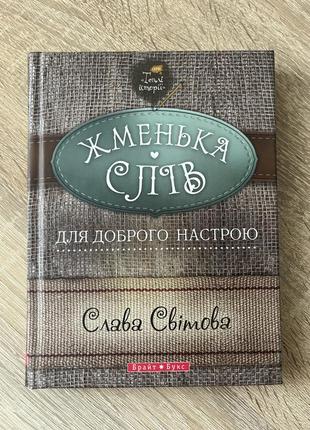 «Теплі
історії»
ЖМЕНЬКА
СЛІВ
ДЛЯ ДОБРОГО НАСТРОЮ
Слава Світова
Брайт Букс